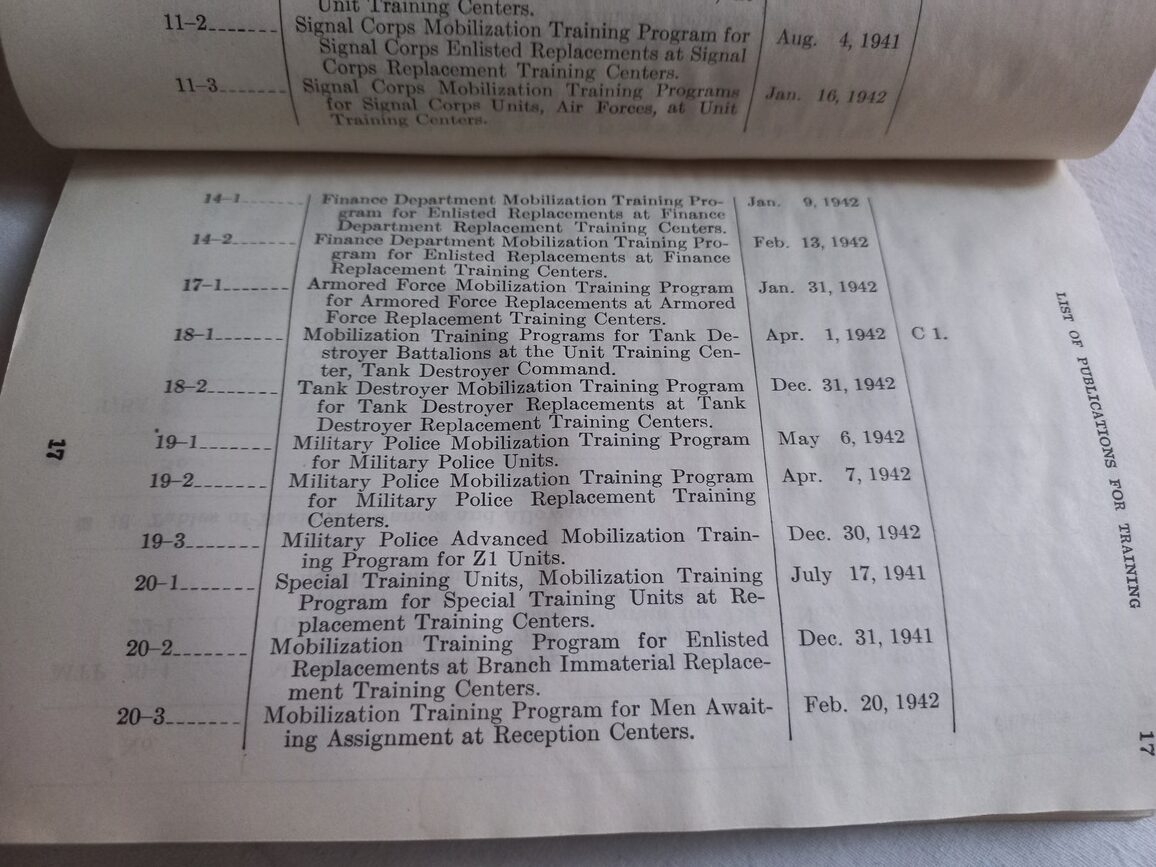 Unit Training Centers.
11–2------- Signal Corps Mobilization Training Program for Aug. 4, 1941
Signal Corps Enlisted Replacements at Signal
Corps Replacement Training Centers.
11–3------- Signal Corps Mobilization Training Programs Jan. 16, 1942
for Signal Corps Units, Air Forces, at Unit
Training Centers.
14–1------- Finance Department Mobilization Training Pro- Jan. 9, 1942
gram for Enlisted Replacements at Finance
Department Replacement Training Centers.
14–2------- Finance Department Mobilization Training Pro- Feb. 13, 1942
gram for Enlisted Replacements at Finance
Replacement Training Centers.
17–1------- Armored Force Mobilization Training Program Jan. 31, 1942
for Armored Force Replacements at Armored
Force Replacement Training Centers.
18–1------- Mobilization Training Programs for Tank De- Apr. 1, 1942 C 1.
stroyer Battalions at the Unit Training Cen-
ter, Tank Destroyer Command.
18–2------- Tank Destroyer Mobilization Training Program Dec. 31, 1942
for Tank Destroyer Replacements at Tank
Destroyer Replacement Training Centers.
19–1------- Military Police Mobilization Training Program May 6, 1942
for Military Police Units.
19–2------- Military Police Mobilization Training Program Apr. 7, 1942
for Military Police Replacement Training
Centers.
19–3------- Military Police Advanced Mobilization Train- Dec. 30, 1942
ing Program for Z1 Units.
20–1------- Special Training Units, Mobilization Training July 17, 1941
Program for Special Training Units at Re-
placement Training Centers.
20–2------- Mobilization Training Program for Enlisted Dec. 31, 1941
Replacements at Branch Immaterial Replace-
ment Training Centers.
20–3------- Mobilization Training Program for Men Await- Feb. 20, 1942
ing Assignment at Reception Centers.
17
LIST OF PUBLICATIONS FOR TRAINING
17